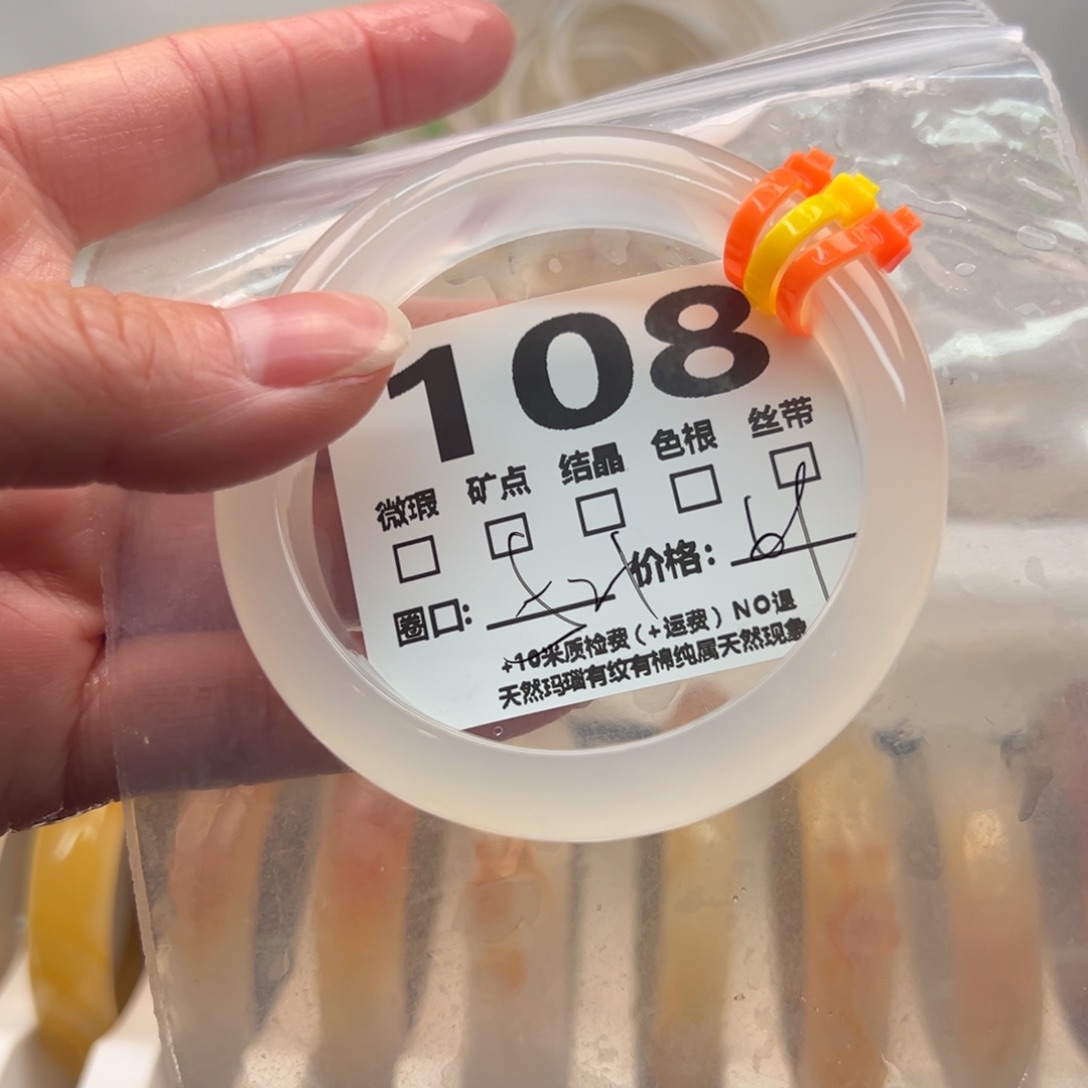 108
微瑕 矿点 结晶 色根 丝带
圈口: 52 价格:
+10米质检费(+运费) NO退
天然玛瑙有纹有棉纯属天然现象